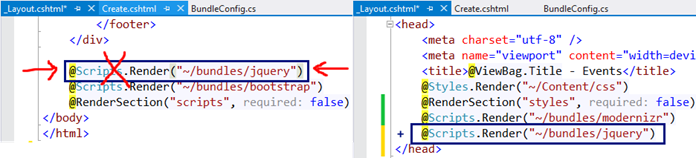 _Layout.cshtml*
Create.cshtml
BundleConfig.cs
</footer>
</div>
@Scripts.Render("~/bundles/jquery")
@Scripts.Render("~/bundles/bootstrap")
@RenderSection("scripts", required: false)
</body>
</html>
_Layout.cshtml*
Create.cshtml
BundleConfig.cs
<head>
<meta charset="utf-8" />
<meta name="viewport" content="width=devi
<title>@ViewBag.Title - Events</title>
@Styles.Render("~/Content/css")
@RenderSection("styles", required: false)
@Scripts.Render("~/bundles/modernizr")
+ @Scripts.Render("~/bundles/jquery")
</head>